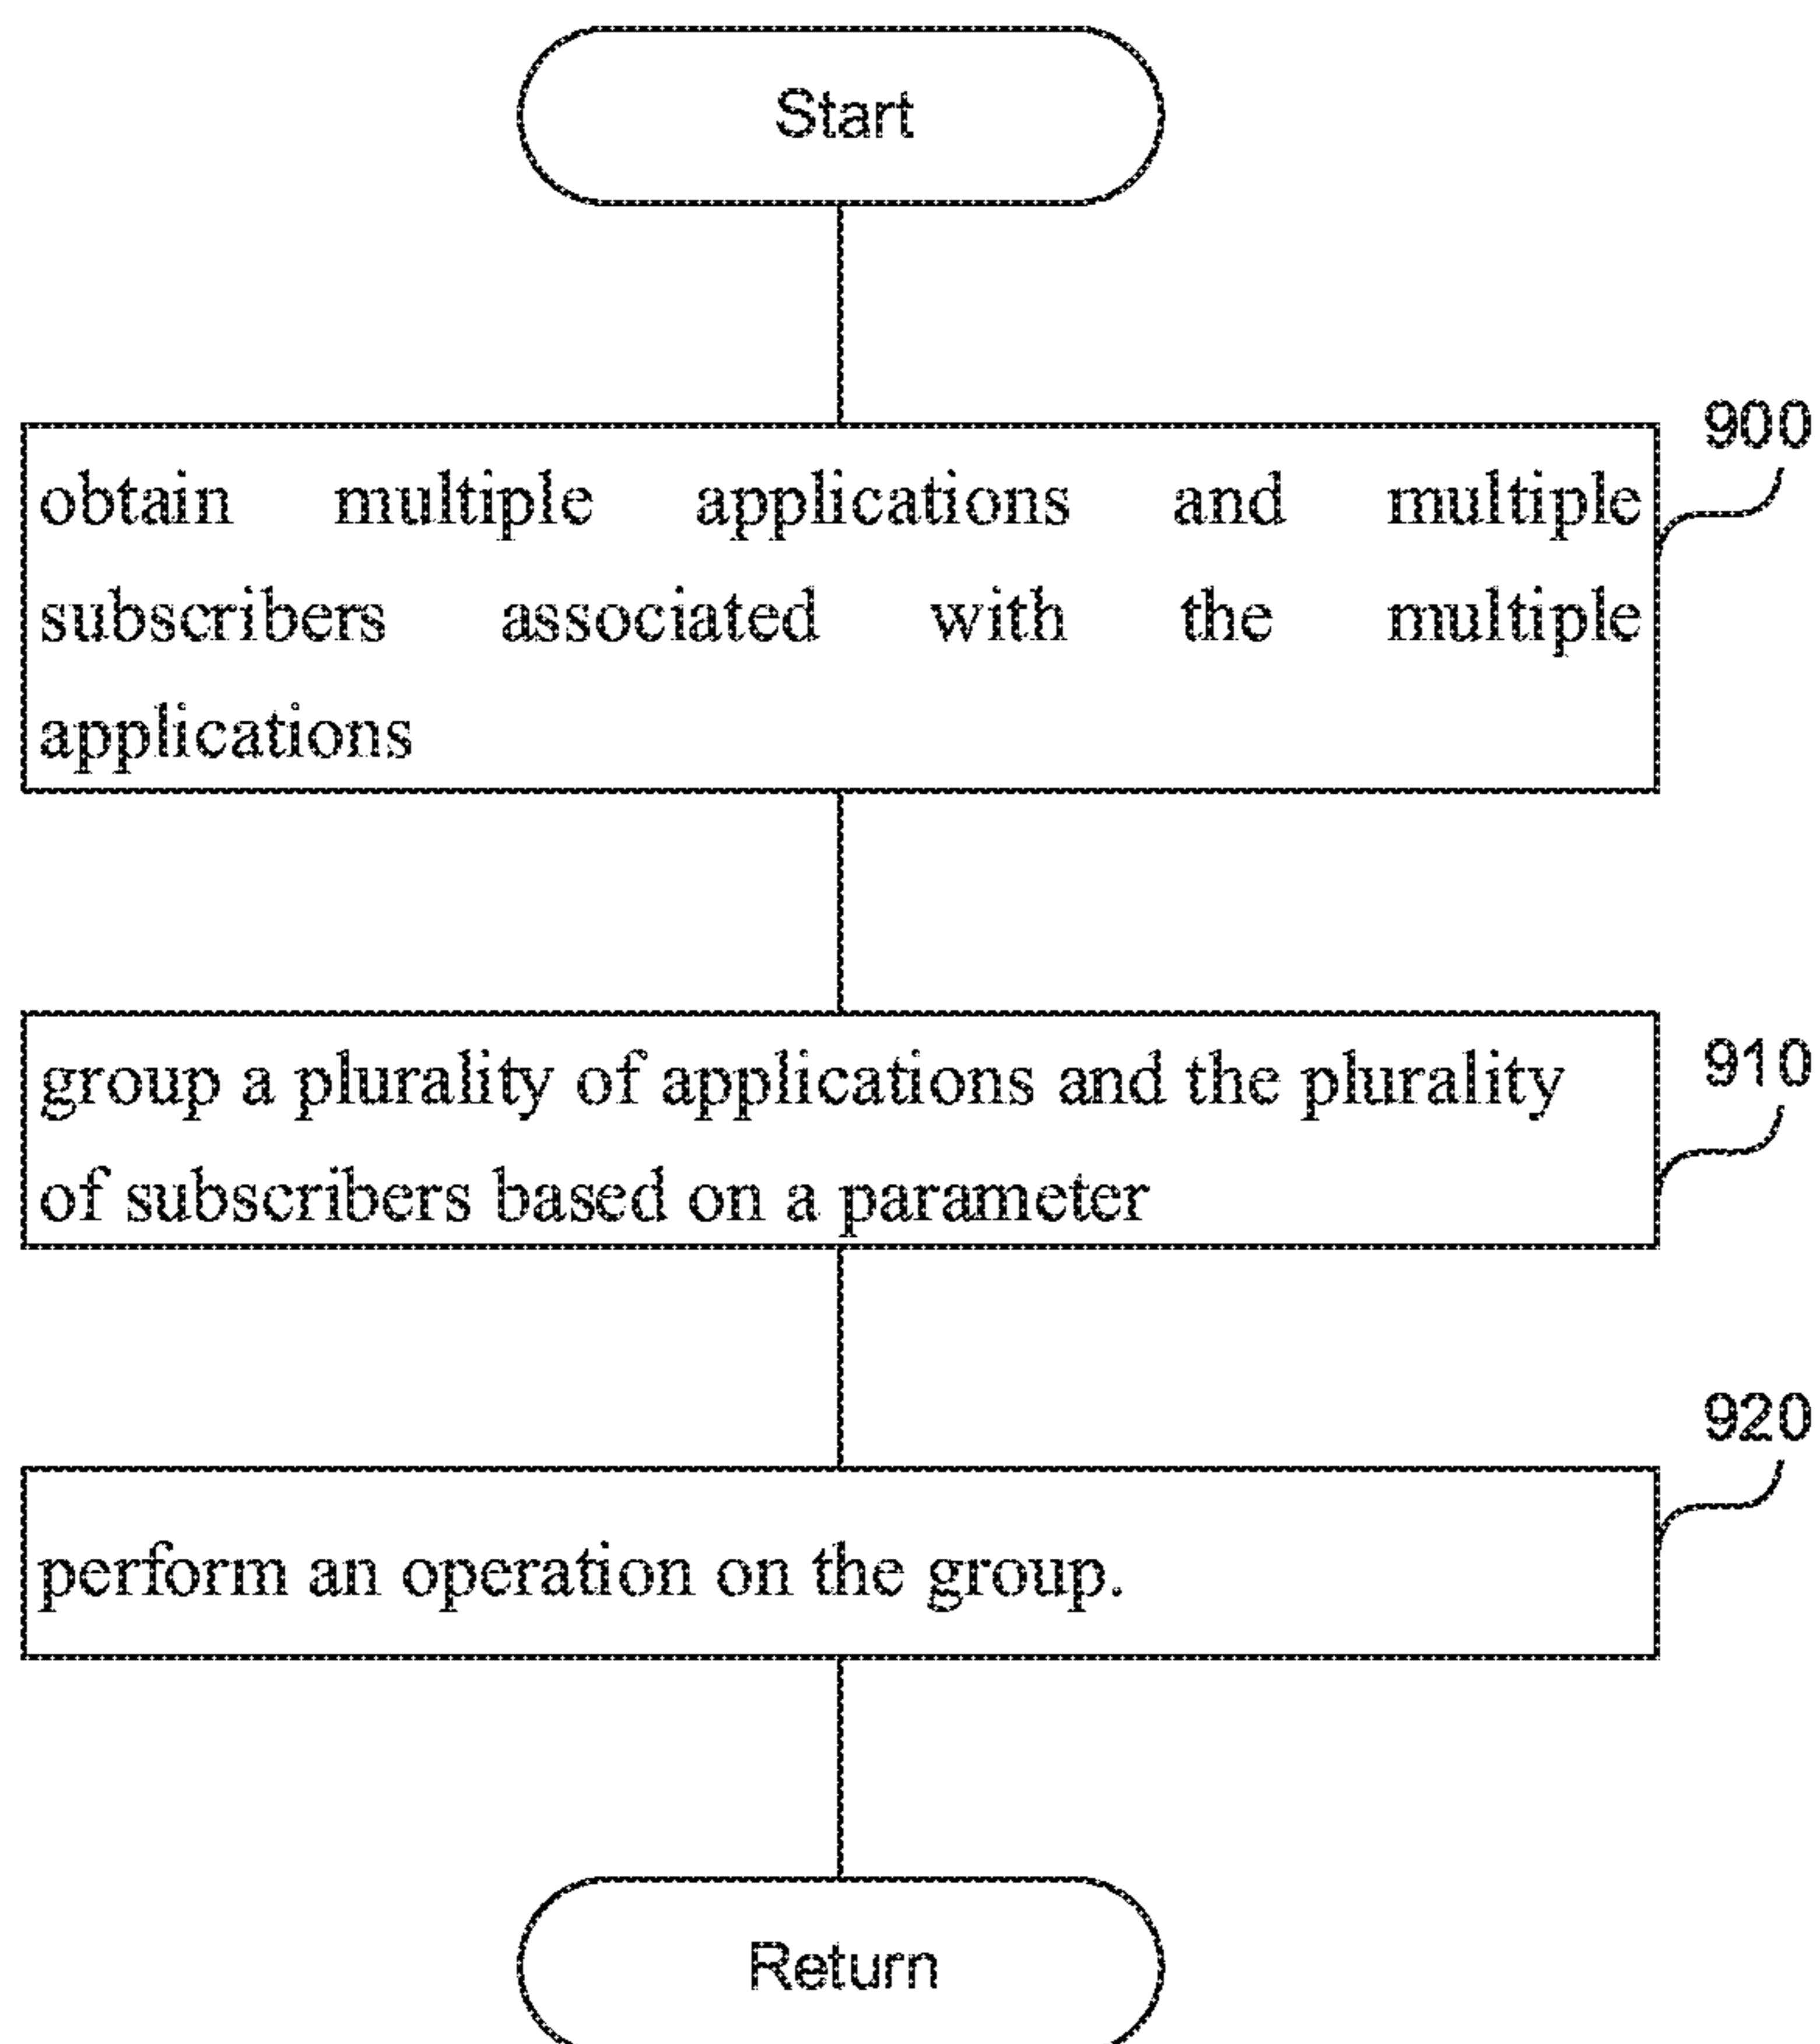 Start
900
obtain multiple applications and multiple
subscribers associated with the multiple
applications
910
group a plurality of applications and the plurality
of subscribers based on a parameter
920
perform an operation on the group.
Return